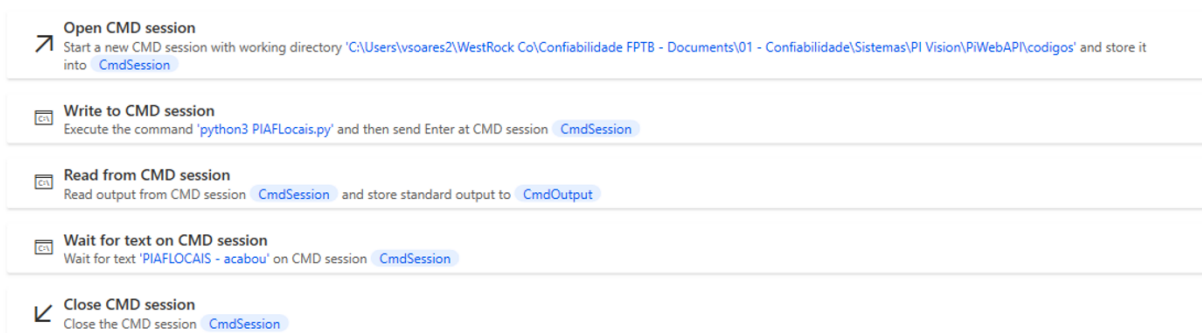 Open CMD session
Start a new CMD session with working directory 'C:\Users\vsoares2\WestRock Co\Confiabilidade FPTB - Documents\01 - Confiabilidade\Sistemas\PI Vision\PiWebAPI\codigos' and store it
into CmdSession
Write to CMD session
Execute the command 'python3 PIAFLocais.py' and then send Enter at CMD session CmdSession
Read from CMD session
Read output from CMD session CmdSession and store standard output to CmdOutput
Wait for text on CMD session
Wait for text 'PIAFLOCAIS - acabou' on CMD session CmdSession
Close CMD session
Close the CMD session CmdSession